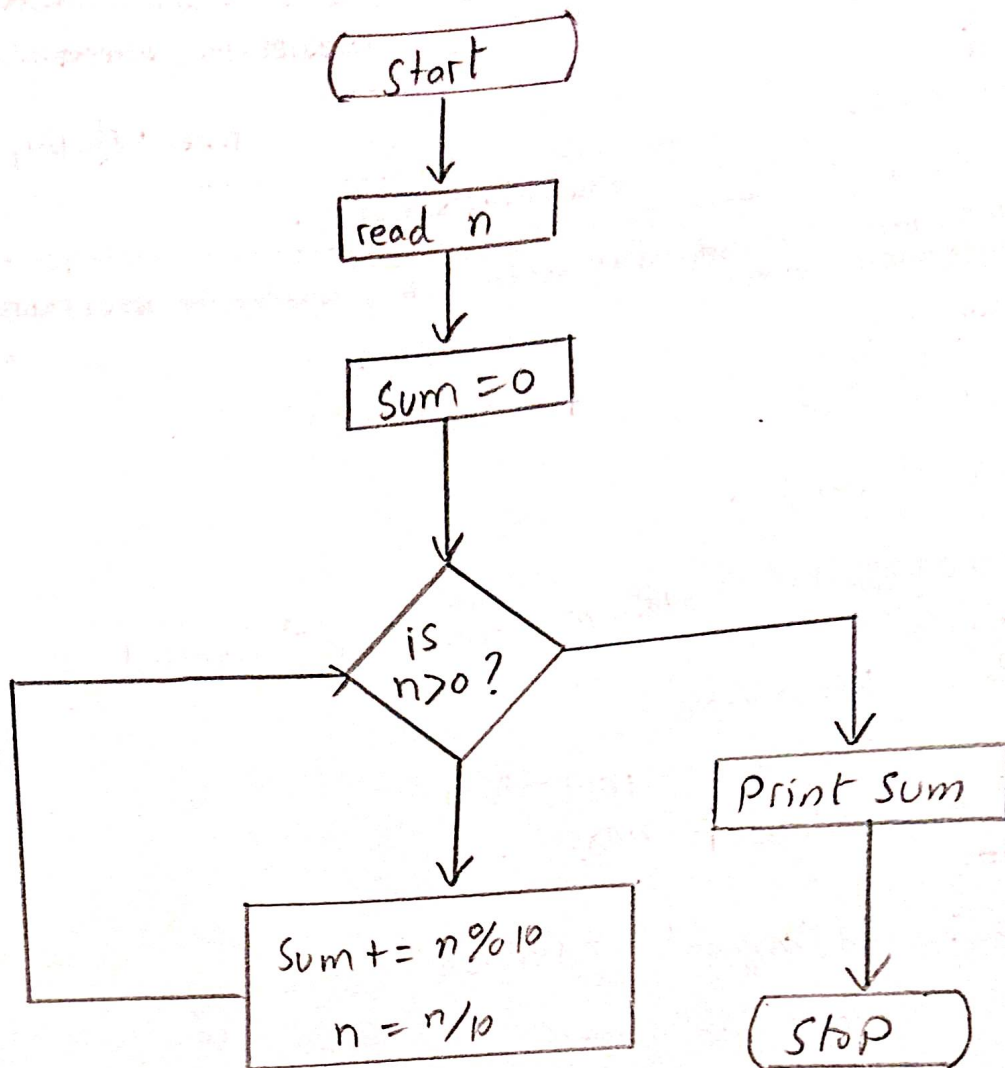 Start
read n
Sum = 0
is
n>0 ?
Print Sum
Sum += n%10
n = n/10
Stop